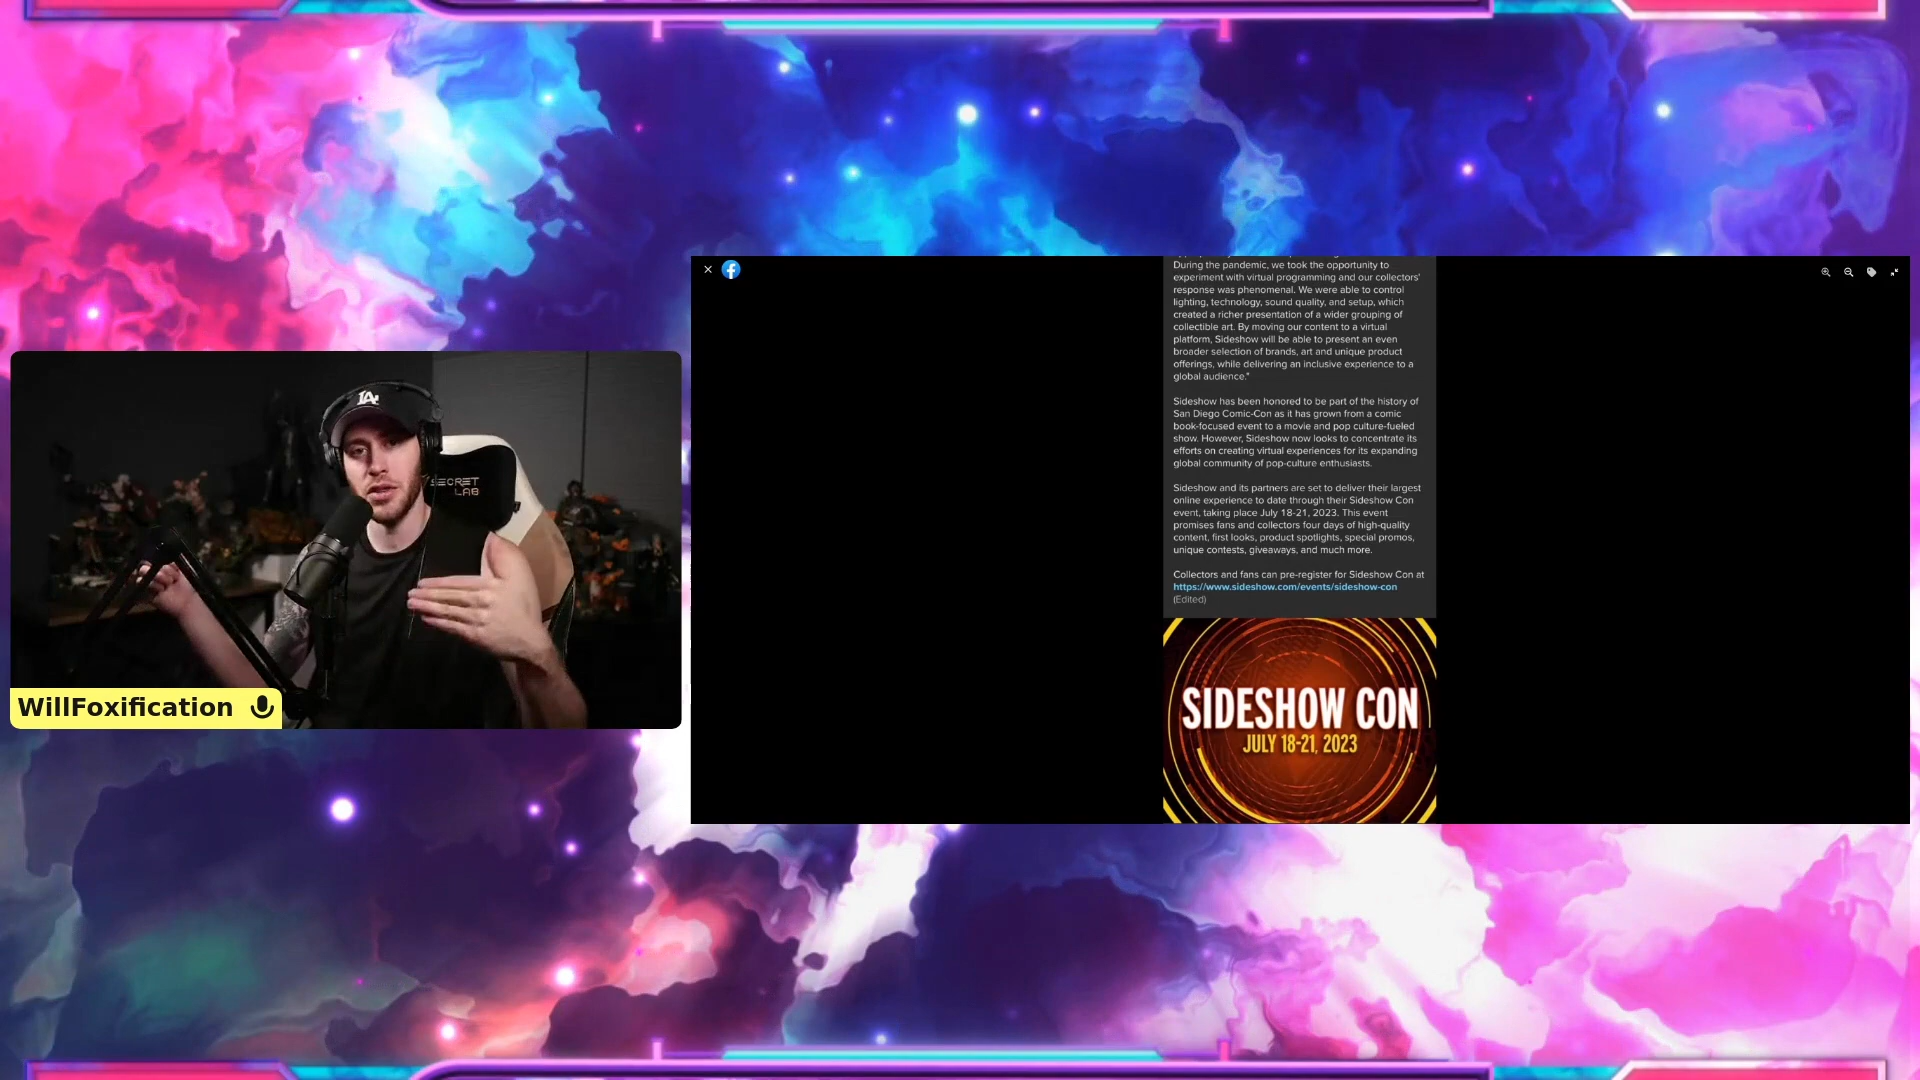 During the pandemic, we took the opportunity to
experiment with virtual programming and our collectors'
response was phenomenal. We were able to control
lighting, technology, sound quality, and setup, which
created a richer presentation of a wider grouping of
collectible art. By moving our content to a virtual
platform, Sideshow will be able to present an even
broader selection of brands, art and unique product
offerings, while delivering an inclusive experience to a
global audience."
Sideshow has been honored to be part of the history of
San Diego Comic-Con as it has grown from a comic
book-focused event to a movie and pop culture-fueled
show. However, Sideshow now looks to concentrate its
efforts on creating virtual experiences for its expanding
global community of pop-culture enthusiasts.
Sideshow and its partners are set to deliver their largest
online experience to date through their Sideshow Con
event, taking place July 18-21, 2023. This event
promises fans and collectors four days of high-quality
content, first looks, product spotlights, special promos,
unique contests, giveaways, and much more.
Collectors and fans can pre-register for Sideshow Con at
https://www.sideshow.com/events/sideshow-con
(Edited)
SIDESHOW CON
JULY 18-21, 2023
LA
SECRET
LAB
WillFoxification